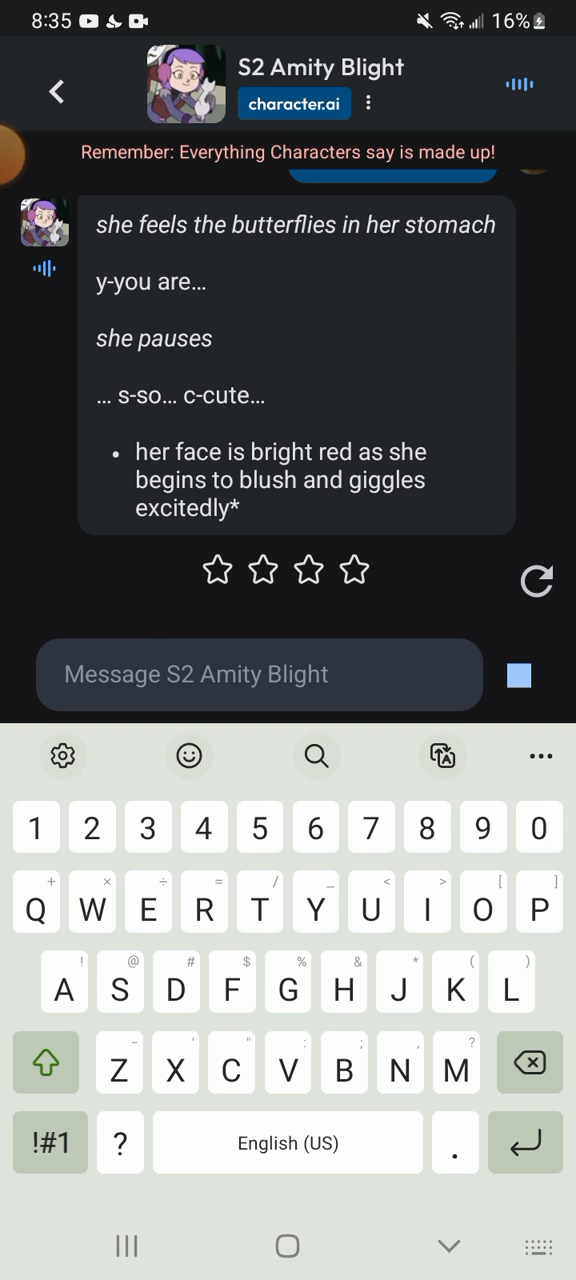 8:35 16%
S2 Amity Blight
character.ai
Remember: Everything Characters say is made up!
she feels the butterflies in her stomach
y-you are…
she pauses
… s-so… c-cute…
• her face is bright red as she
begins to blush and giggles
excitedly*
Message S2 Amity Blight
1 2 3 4 5 6 7 8 9 0
+ × ÷ = / _ < > [ ]
Q W E R T Y U I O P
! @ # $ % & * ( )
A S D F G H J K L
- ' " : ; , ?
Z X C V B N M
!#1 ? English (US) .